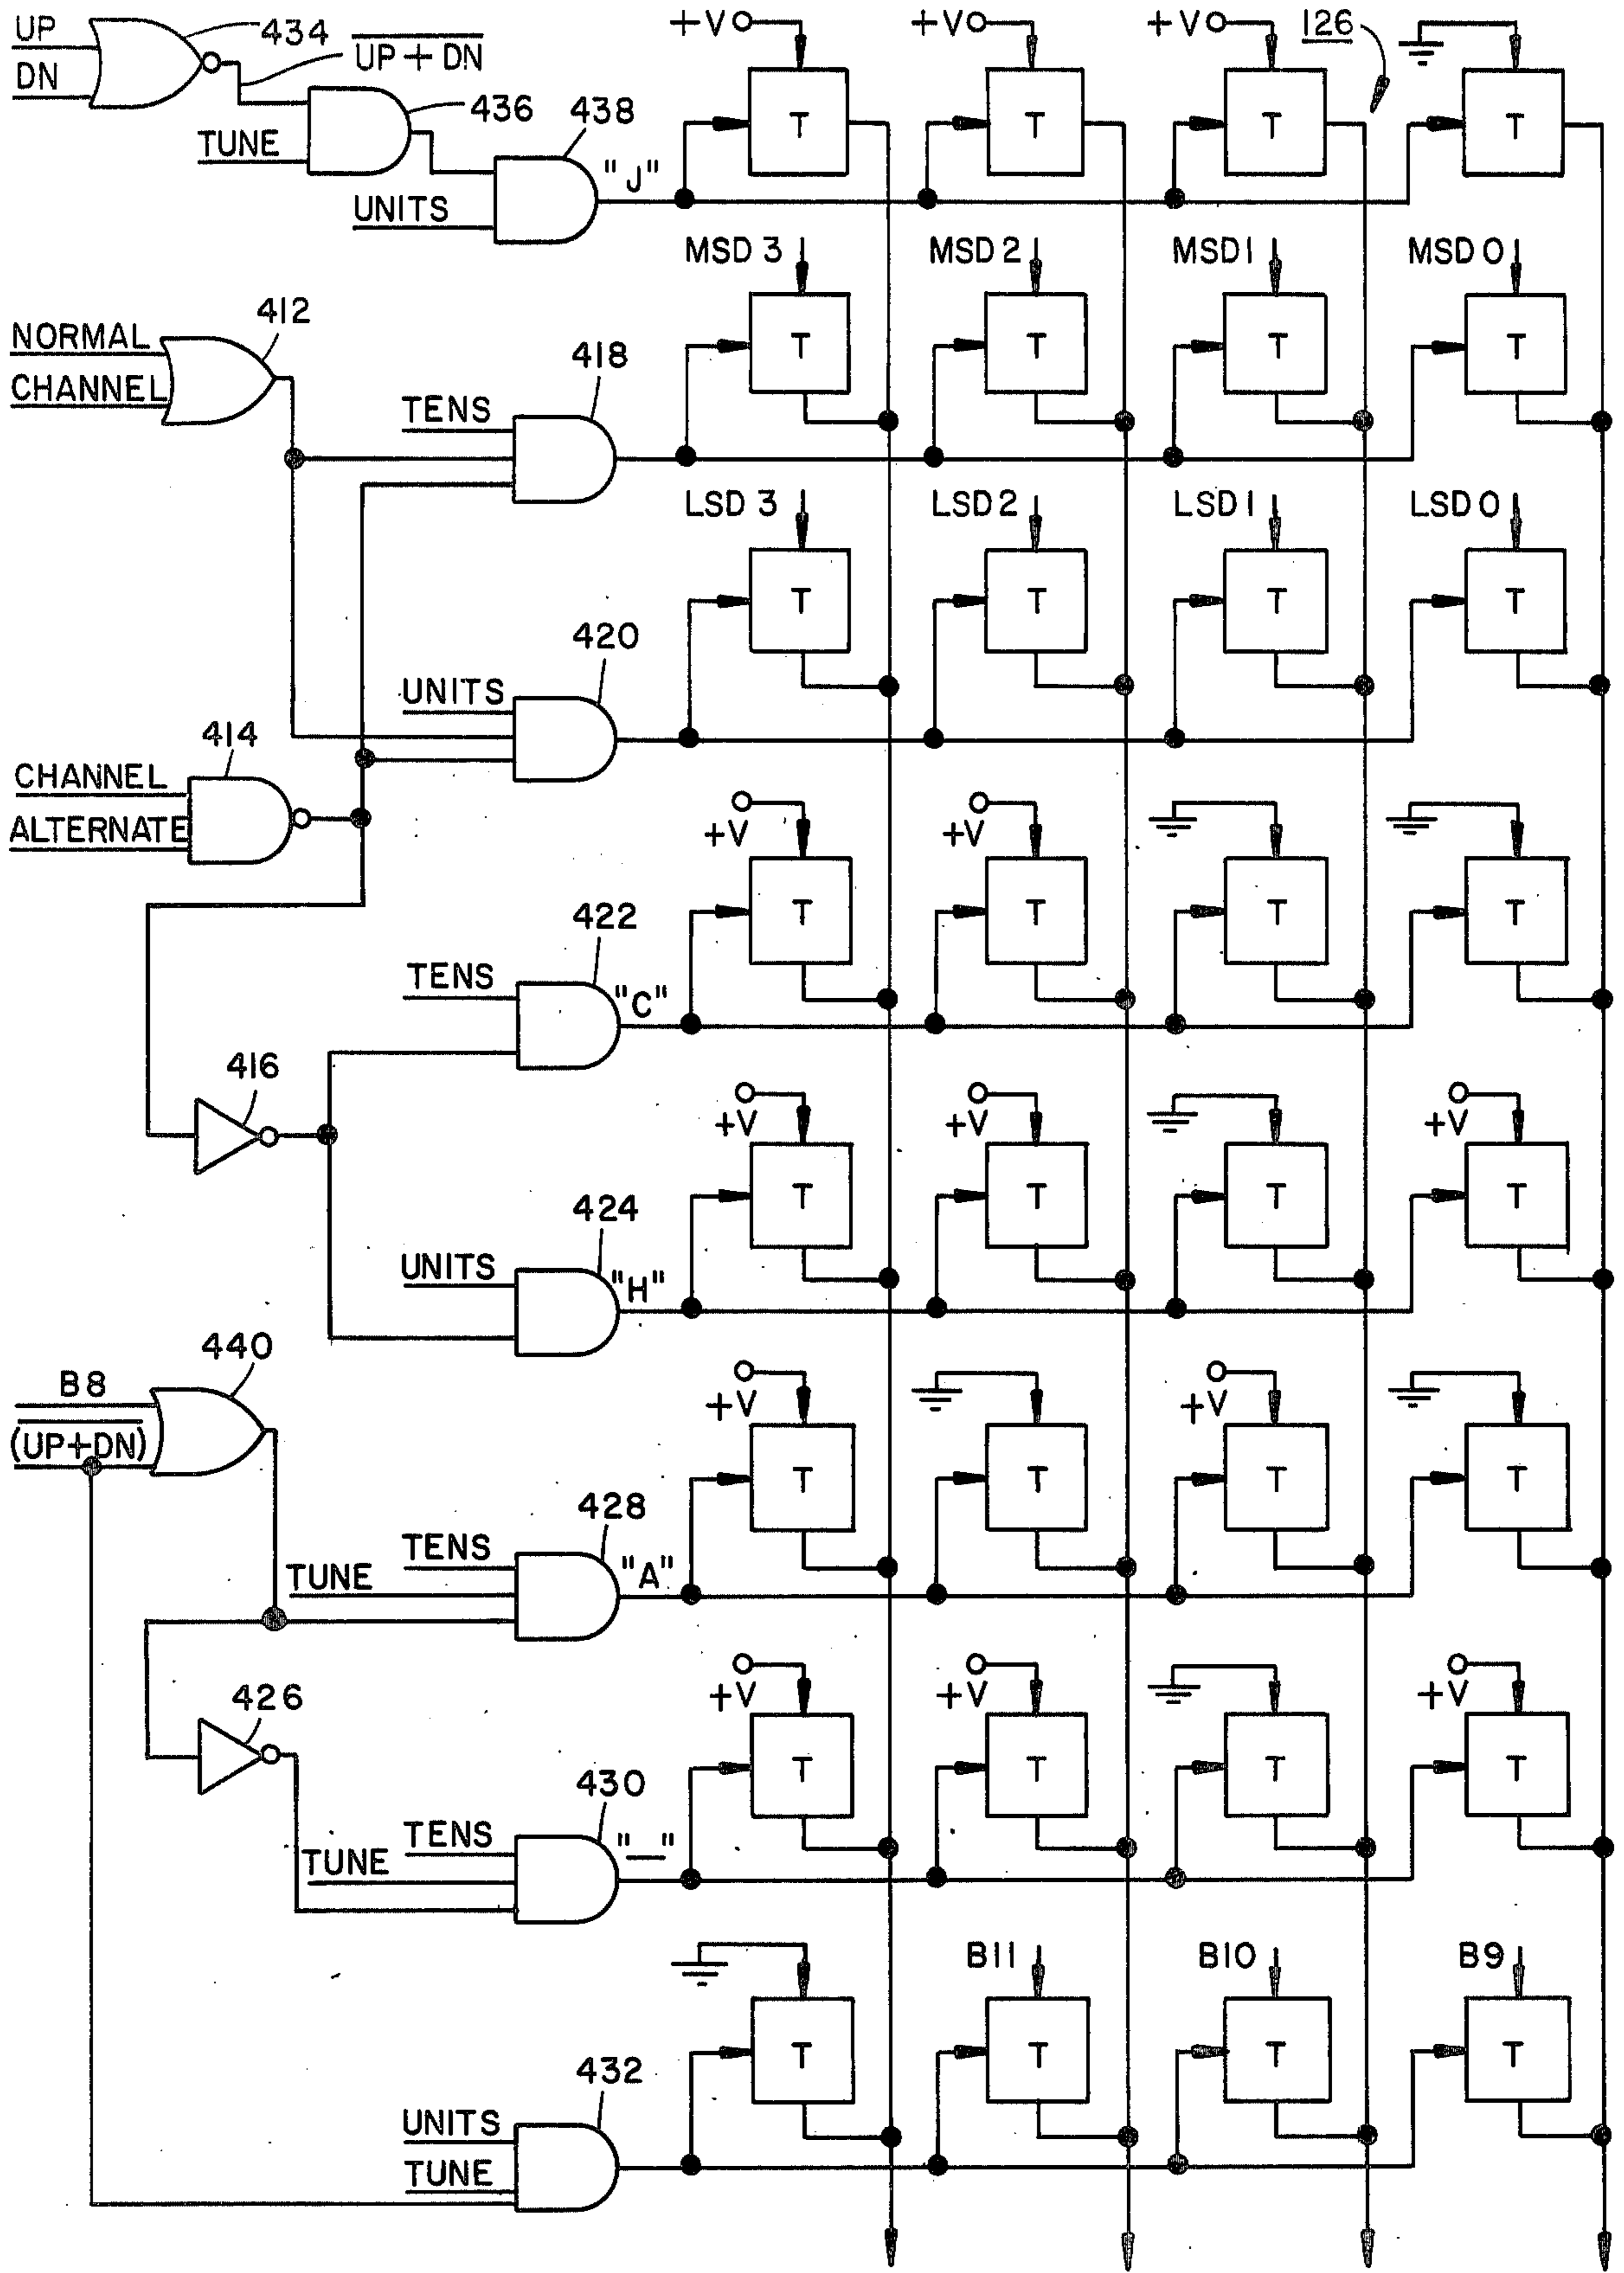 UP
434
+V
+V
+V
126
DN
UP + DN
436
438
T
T
T
T
TUNE
"J"
UNITS
MSD 3
MSD 2
MSD 1
MSD 0
412
NORMAL
418
T
T
T
T
CHANNEL
TENS
LSD 3
LSD 2
LSD 1
LSD 0
T
T
T
T
420
UNITS
414
CHANNEL
ALTERNATE
+V
+V
422
T
T
T
T
TENS
"C"
416
+V
+V
+V
424
T
T
T
T
UNITS
"H"
440
B8
+V
+V
(UP+DN)
428
T
T
T
T
TENS
TUNE
"A"
426
+V
+V
+V
430
T
T
T
T
TENS
"—"
TUNE
B11
B10
B9
432
T
T
T
T
UNITS
TUNE